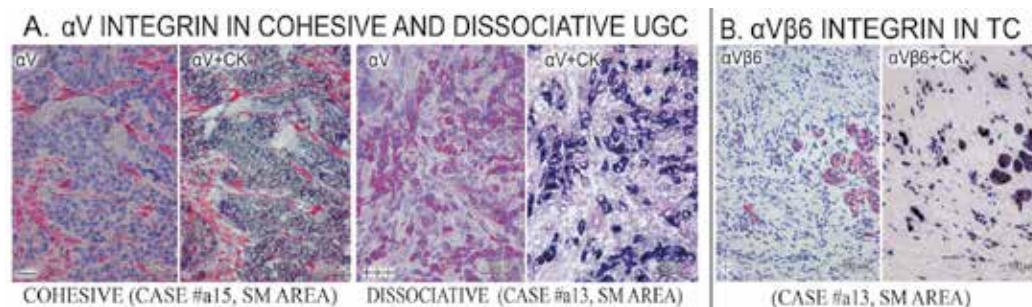 A. αV INTEGRIN IN COHESIVE AND DISSOCIATIVE UGC
B. αVβ6 INTEGRIN IN TC
αV
αV+CK
αV
αV+CK
αVβ6
αVβ6+CK
+++
COHESIVE (CASE #a15, SM AREA)
DISSOCIATIVE (CASE #a13, SM AREA)
(CASE #a13, SM AREA)